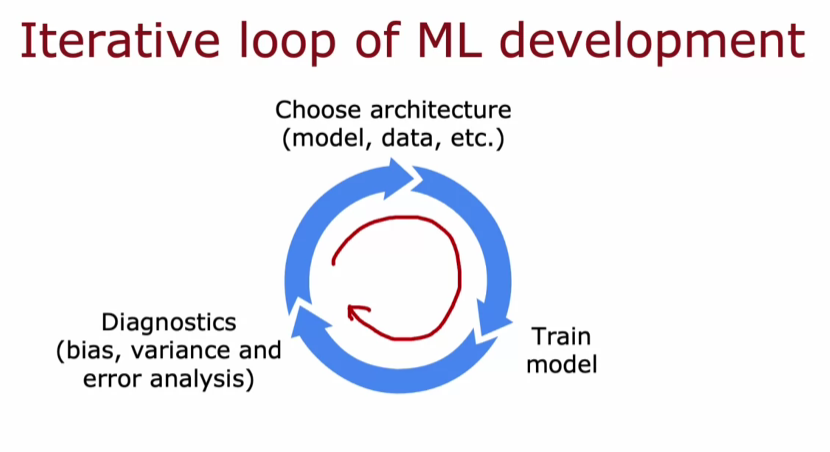 Iterative loop of ML development
Choose architecture
(model, data, etc.)
Train
model
Diagnostics
(bias, variance and
error analysis)